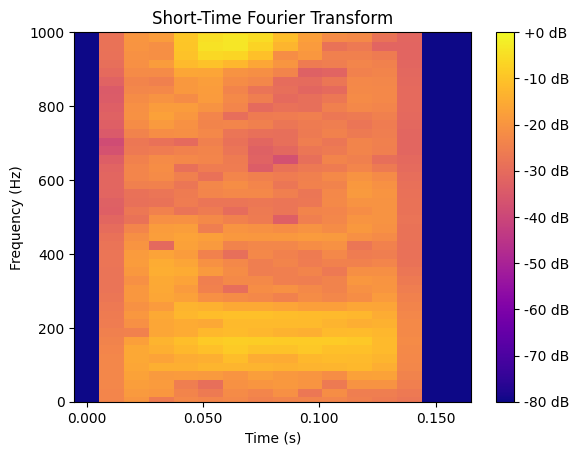 Short-Time Fourier Transform
1000
800
600
400
200
0
Frequency (Hz)
0.000
0.050
0.100
0.150
Time (s)
+0 dB
-10 dB
-20 dB
-30 dB
-40 dB
-50 dB
-60 dB
-70 dB
-80 dB